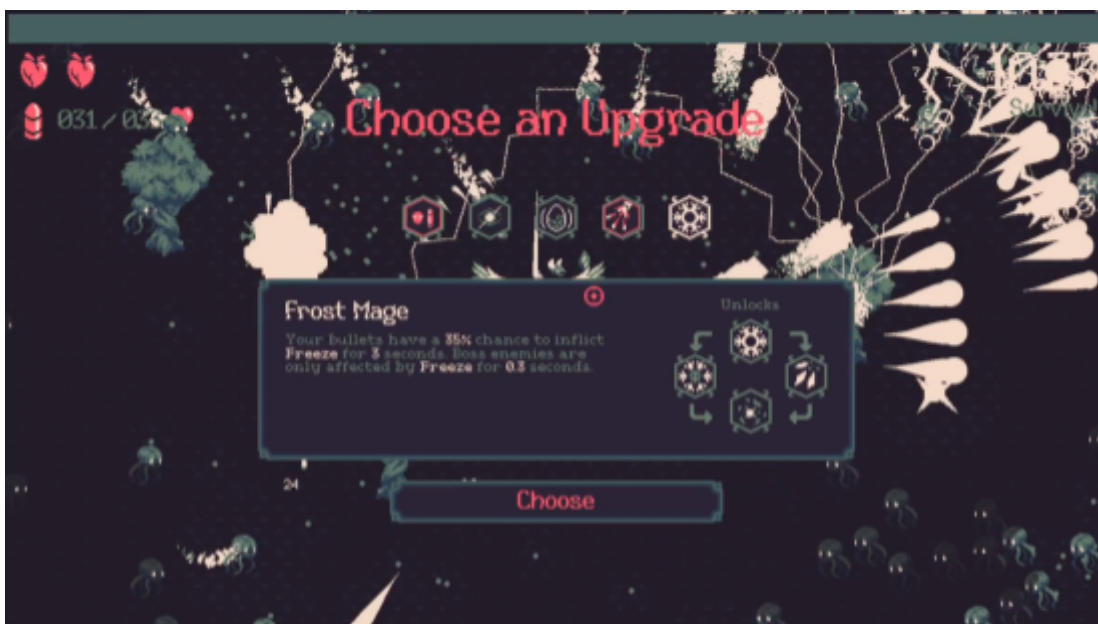 031 / 03
Choose an Upgrade
Frost Mage
Unlocks
Your bullets have a 35% chance to inflict
Freeze for 3 seconds. Boss enemies are
only affected by Freeze for 0.3 seconds.
24
Choose